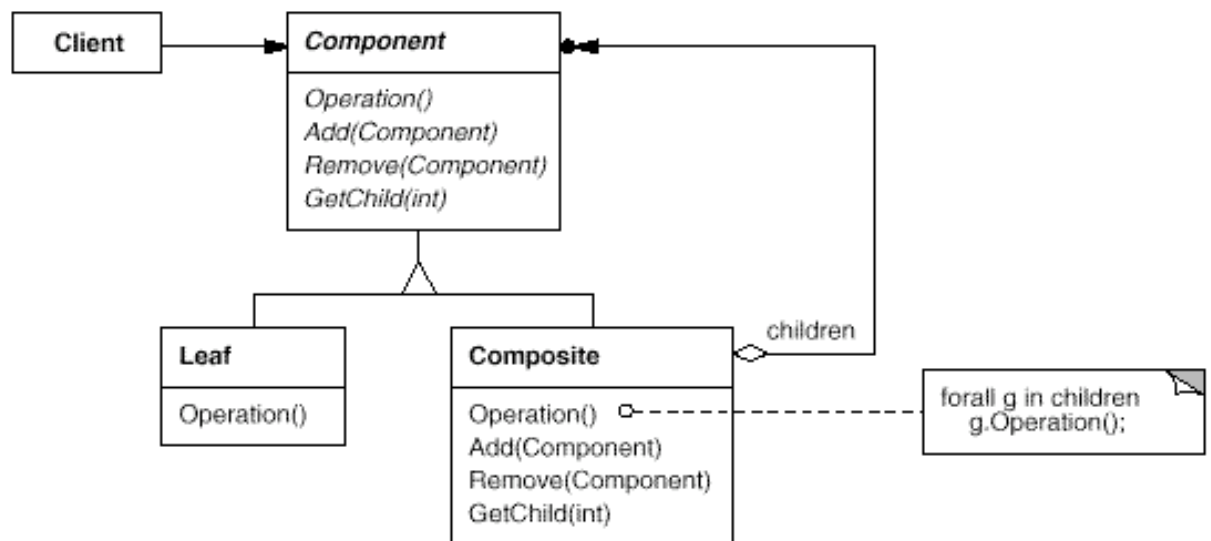 Client
Component
Operation()
Add(Component)
Remove(Component)
GetChild(int)
children
Leaf
Operation()
Composite
Operation()
Add(Component)
Remove(Component)
GetChild(int)
forall g in children
g.Operation();